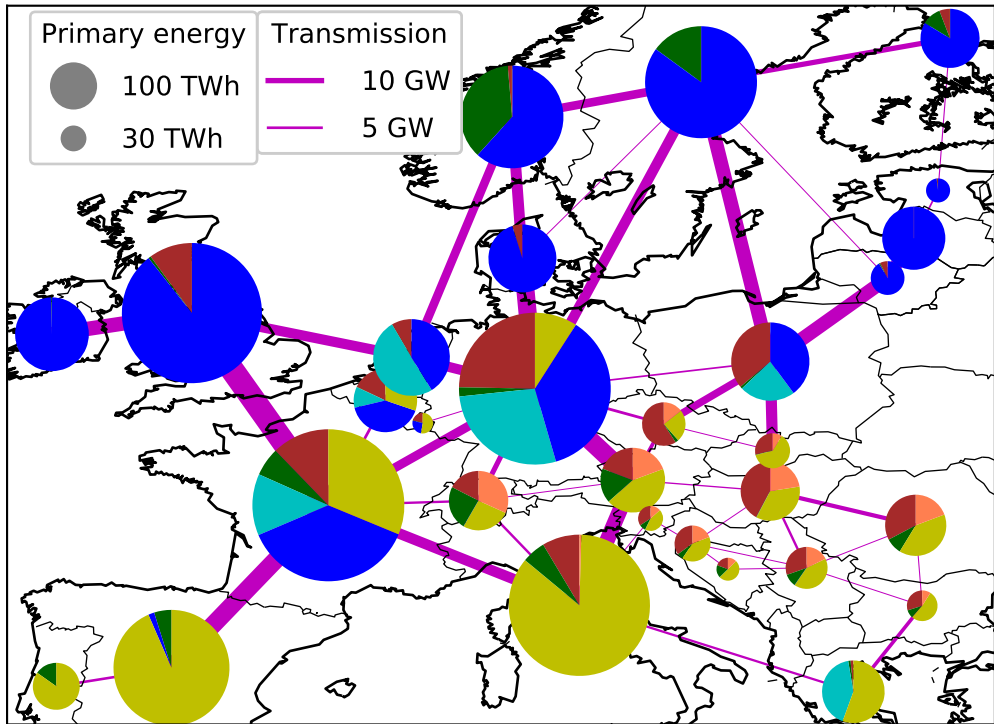 Primary energy
100 TWh
30 TWh
Transmission
10 GW
5 GW